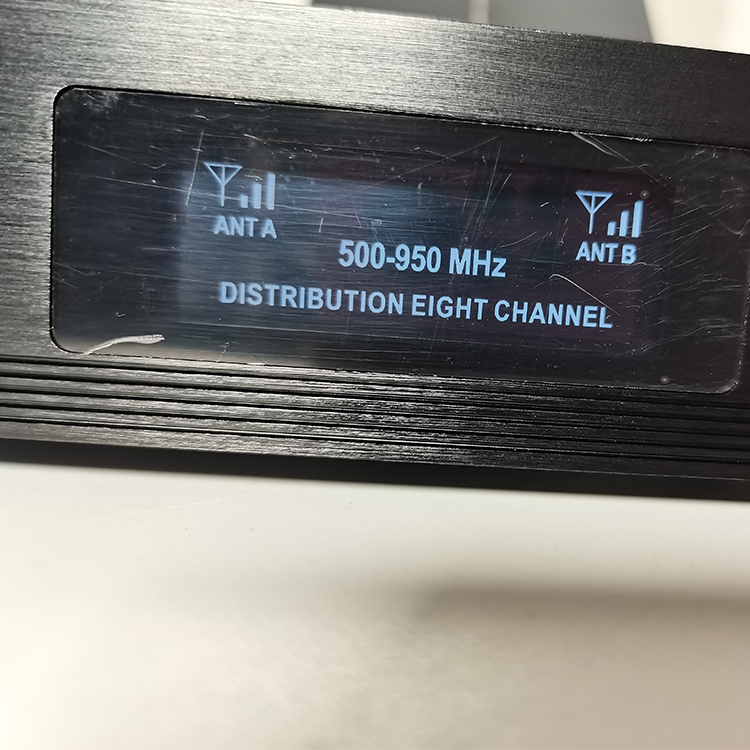 ANT A
ANT B
500-950 MHz
DISTRIBUTION EIGHT CHANNEL